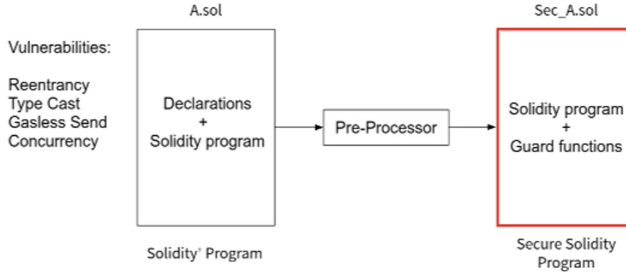 A.sol
Sec_A.sol
Vulnerabilities:
Reentrancy
Type Cast
Gasless Send
Concurrency
Declarations
+
Solidity program
Pre-Processor
Solidity program
+
Guard functions
Solidity⁺ Program
Secure Solidity
Program